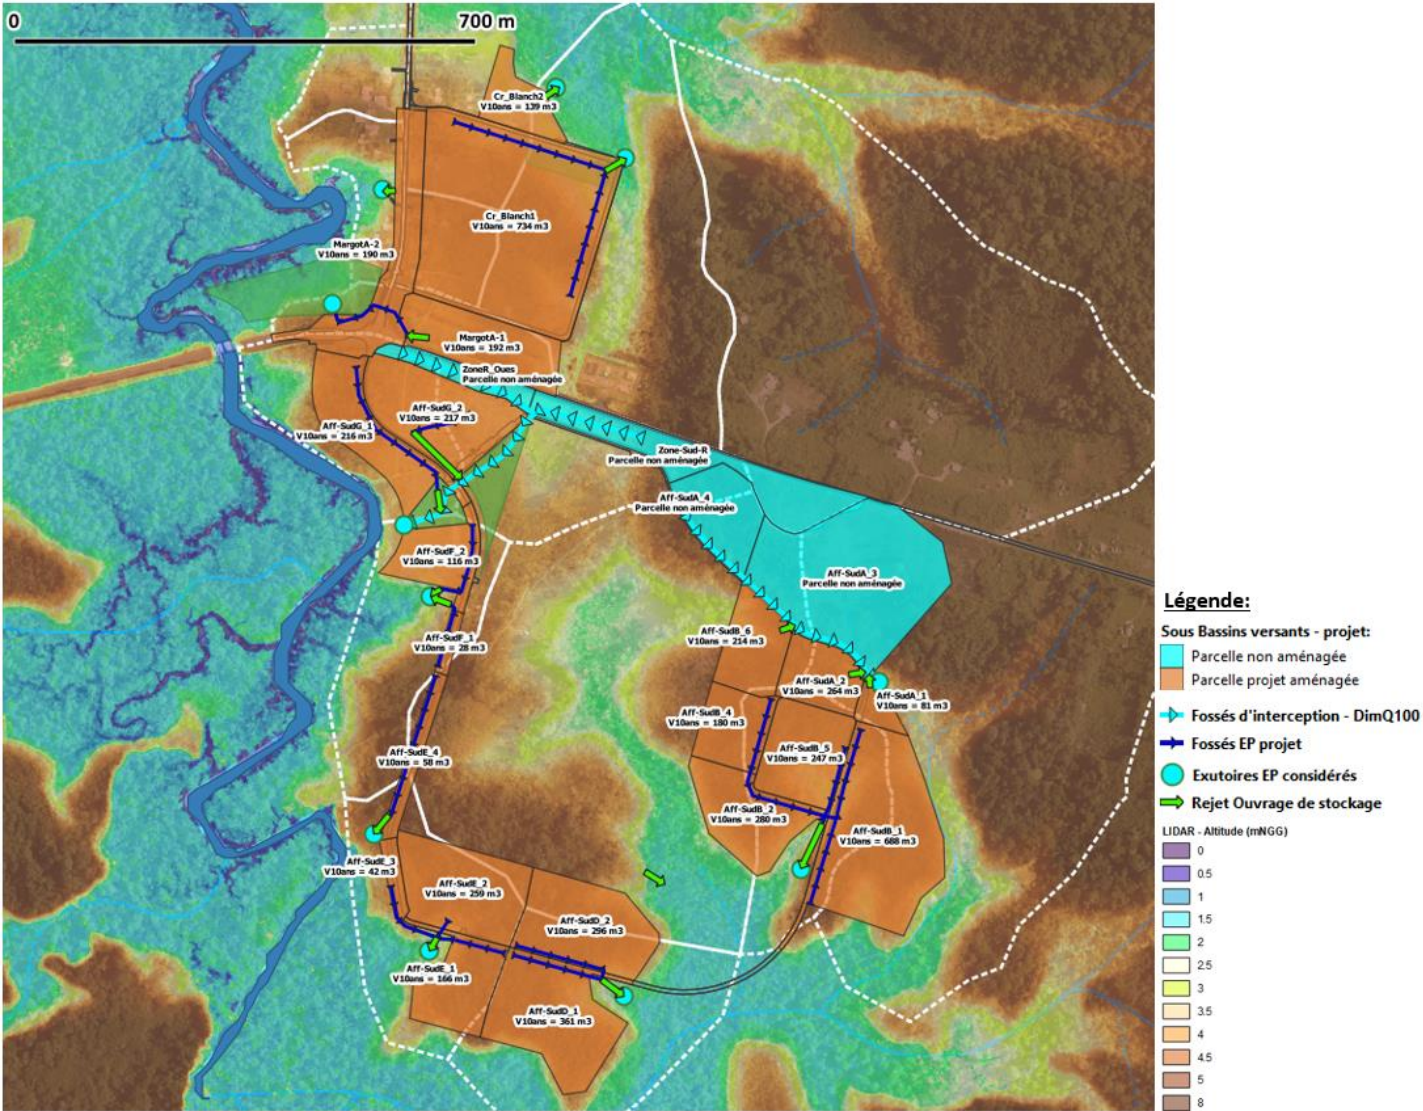 0
700 m
Cr_Blanch2
V10ans = 139 m3
Cr_Blanch1
V10ans = 734 m3
MargotA-2
V10ans = 190 m3
MargotA-1
V10ans = 192 m3
ZoneR_Oues
Parcelle non aménagée
Aff-SudG_2
V10ans = 217 m3
Aff-SudG_1
V10ans = 216 m3
Zone-Sud-R
Parcelle non aménagée
Aff-SudA_4
Parcelle non aménagée
Aff-SudF_2
V10ans = 116 m3
Aff-SudA_3
Parcelle non aménagée
Aff-SudF_1
V10ans = 28 m3
Aff-SudB_6
V10ans = 214 m3
Aff-SudA_2
V10ans = 264 m3
Aff-SudA_1
V10ans = 81 m3
Aff-SudB_4
V10ans = 180 m3
Aff-SudB_5
V10ans = 247 m3
Aff-SudE_4
V10ans = 58 m3
Aff-SudB_2
V10ans = 280 m3
Aff-SudB_1
V10ans = 688 m3
Aff-SudE_3
V10ans = 42 m3
Aff-SudE_2
V10ans = 259 m3
Aff-SudD_2
V10ans = 296 m3
Aff-SudE_1
V10ans = 166 m3
Aff-SudD_1
V10ans = 361 m3
Légende:
Sous Bassins versants - projet:
Parcelle non aménagée
Parcelle projet aménagée
Fossés d'interception - DimQ100
Fossés EP projet
Exutoires EP considérés
Rejet Ouvrage de stockage
LIDAR - Altitude (mNGG)
0
0.5
1
1.5
2
2.5
3
3.5
4
4.5
5
8